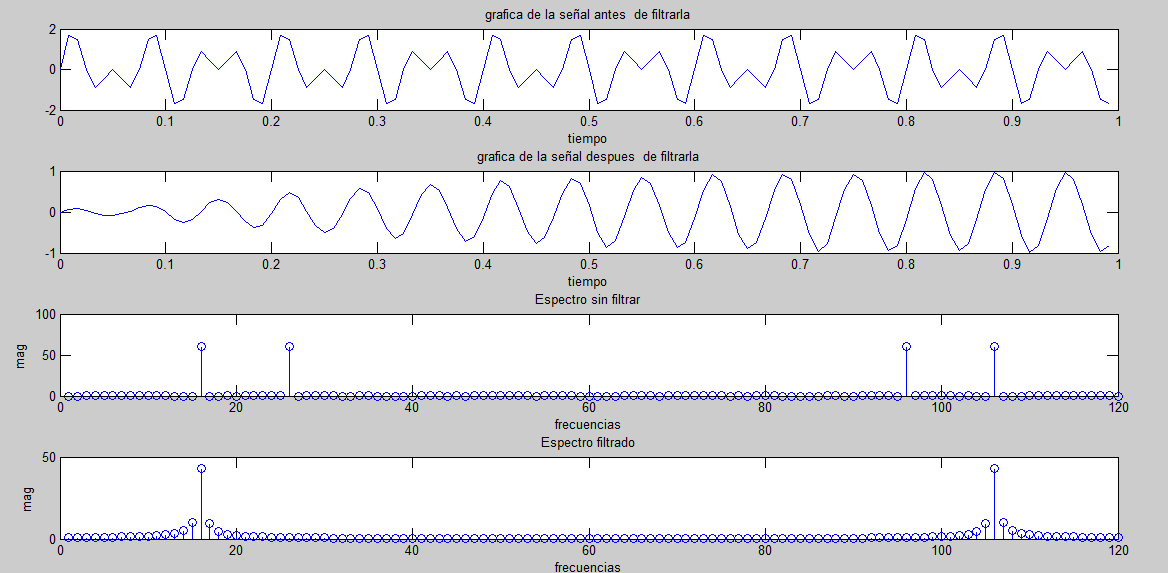 grafica de la señal antes  de filtrarla
2
0
-2
0 0.1 0.2 0.3 0.4 0.5 0.6 0.7 0.8 0.9 1
tiempo
grafica de la señal despues  de filtrarla
1
0
-1
0 0.1 0.2 0.3 0.4 0.5 0.6 0.7 0.8 0.9 1
tiempo
Espectro sin filtrar
100
50
0
mag
0 20 40 60 80 100 120
frecuencias
Espectro filtrado
50
0
mag
0 20 40 60 80 100 120
frecuencias